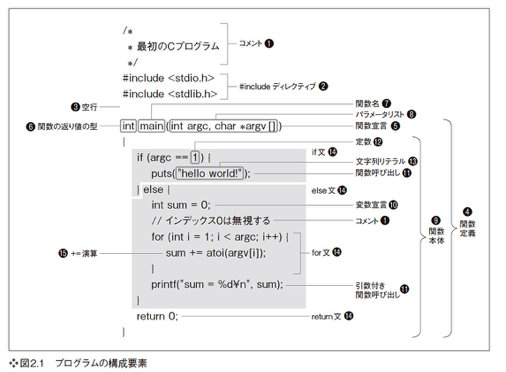 /*
* 最初のCプログラム
*/
コメント ❶
#include <stdio.h>
#include <stdlib.h>
#include ディレクティブ ❷
❸ 空行
関数名 ❼
パラメータリスト ❽
❻ 関数の返り値の型
int main(int argc, char *argv[])
関数宣言 ❺
{
定数 ⓬
if (argc == 1) {
if文 ⓮
文字列リテラル ⓭
puts("hello world!");
関数呼び出し ⓫
} else {
else文 ⓮
int sum = 0;
変数宣言 ❿
// インデックス0は無視する
コメント ❶
for (int i = 1; i < argc; i++) {
⓯ +=演算
sum += atoi(argv[i]);
for文 ⓮
}
printf("sum = %d¥n", sum);
引数付き
関数呼び出し ⓫
}
return 0;
return文 ⓮
}
❾
関数
本体
❹
関数
定義
❖図2.1 プログラムの構成要素